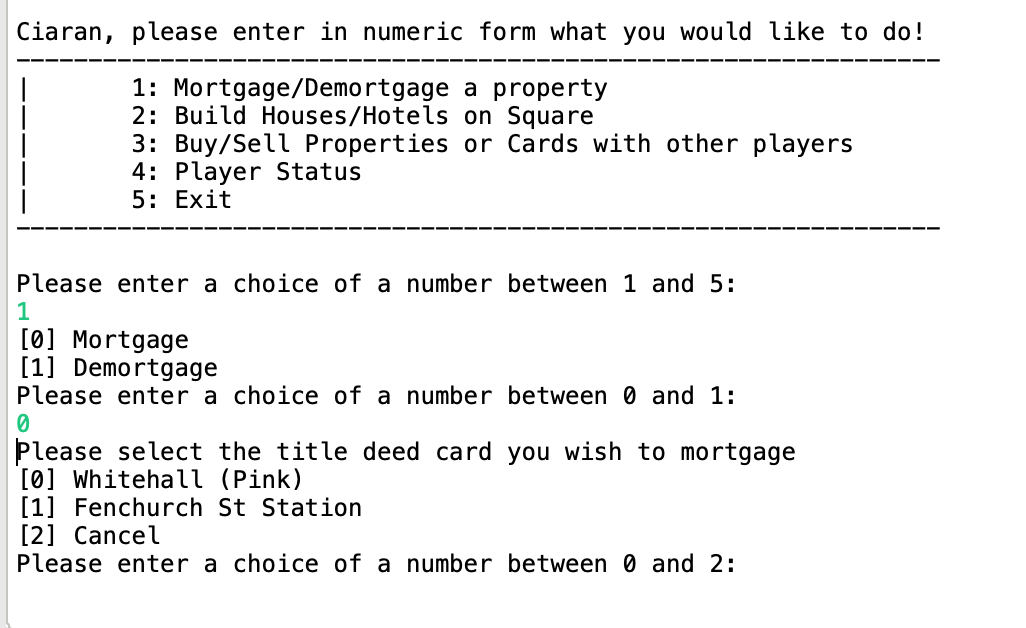 Ciaran, please enter in numeric form what you would like to do!
----------------------------------------------------------------
|	1: Mortgage/Demortgage a property
|	2: Build Houses/Hotels on Square
|	3: Buy/Sell Properties or Cards with other players
|	4: Player Status
|	5: Exit
----------------------------------------------------------------
Please enter a choice of a number between 1 and 5:
1
[0] Mortgage
[1] Demortgage
Please enter a choice of a number between 0 and 1:
0
Please select the title deed card you wish to mortgage
[0] Whitehall (Pink)
[1] Fenchurch St Station
[2] Cancel
Please enter a choice of a number between 0 and 2: